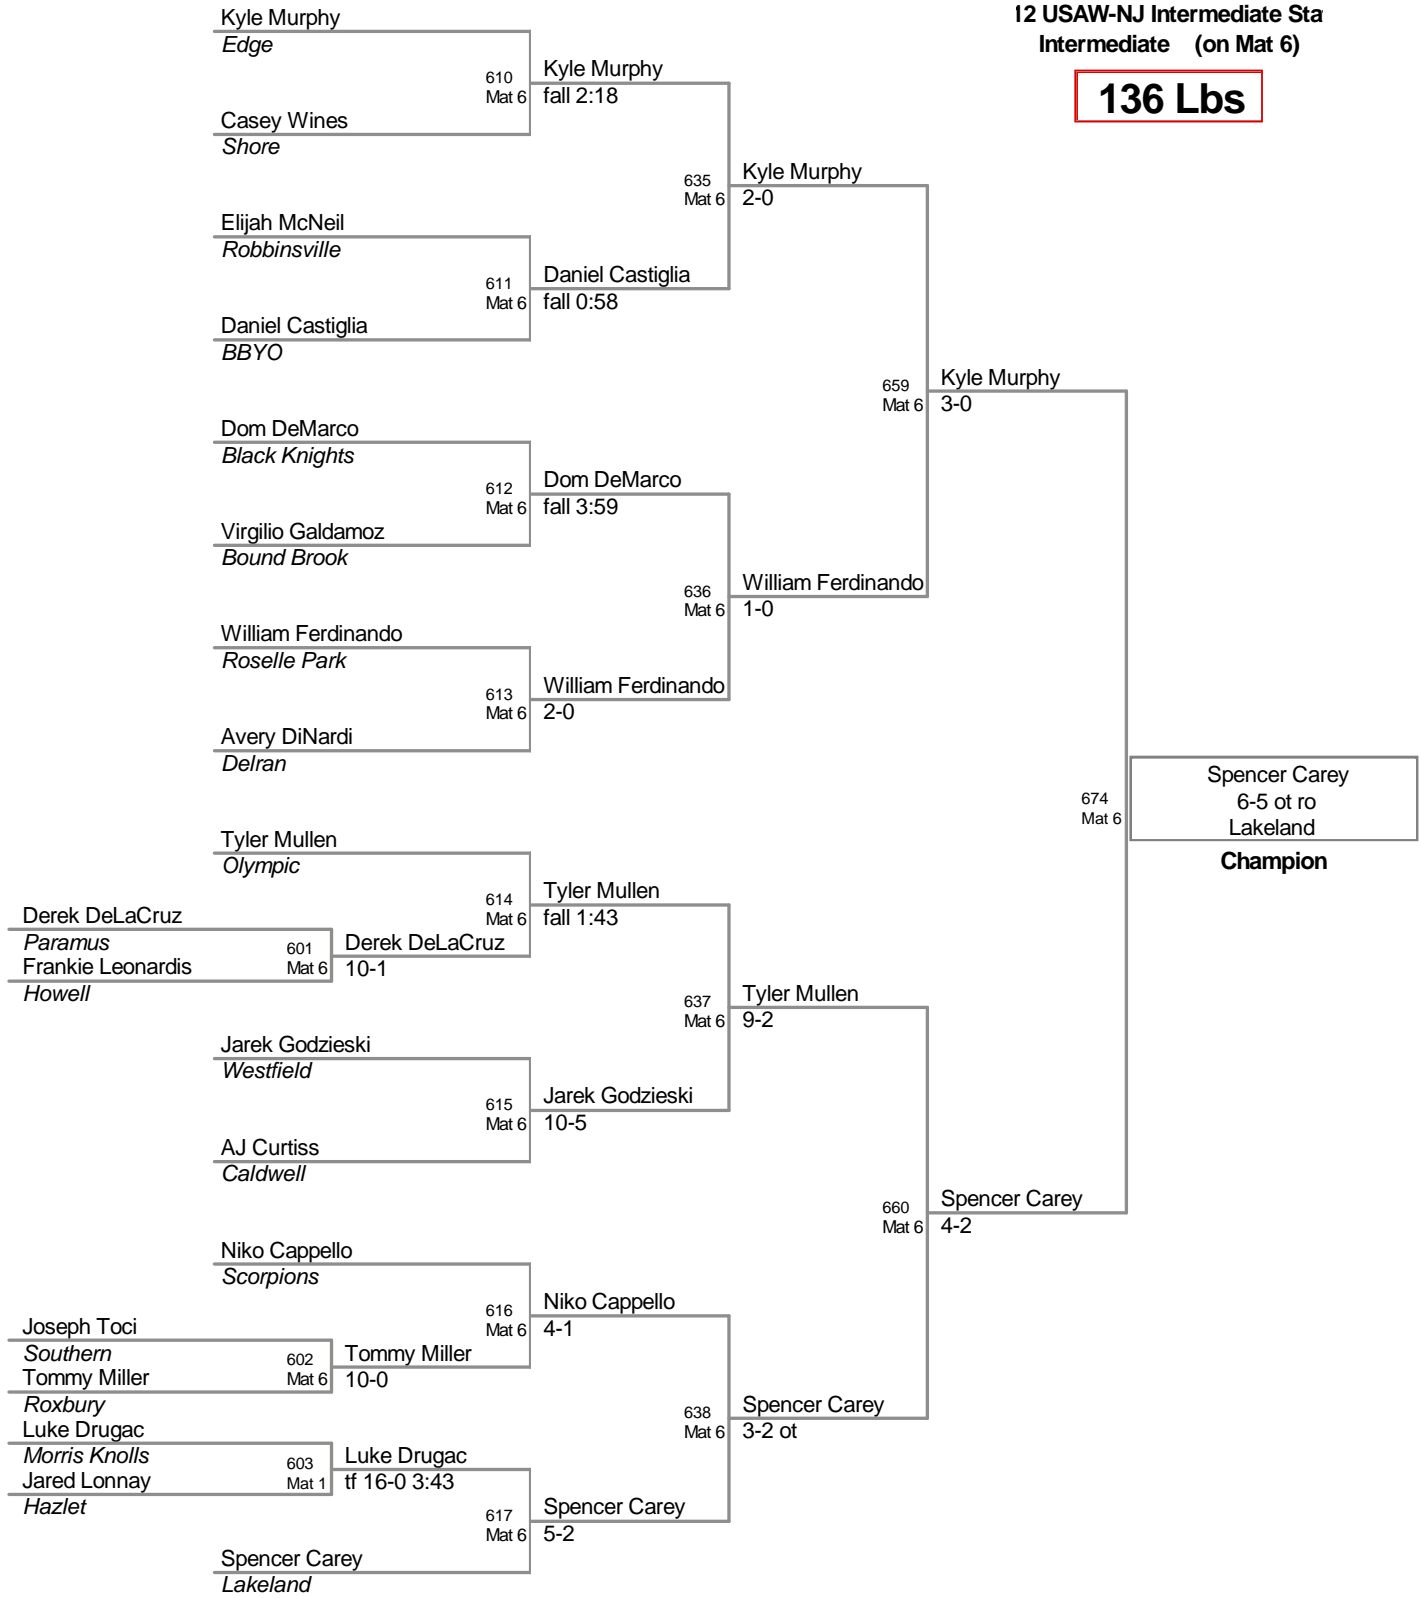 12 USAW-NJ Intermediate Sta
Intermediate (on Mat 6)
136 Lbs
Kyle Murphy
Edge
610
Mat 6
Kyle Murphy
fall 2:18
Casey Wines
Shore
635
Mat 6
Kyle Murphy
2-0
Elijah McNeil
Robbinsville
611
Mat 6
Daniel Castiglia
fall 0:58
Daniel Castiglia
BBYO
659
Mat 6
Kyle Murphy
3-0
Dom DeMarco
Black Knights
612
Mat 6
Dom DeMarco
fall 3:59
Virgilio Galdamoz
Bound Brook
636
Mat 6
William Ferdinando
1-0
William Ferdinando
Roselle Park
613
Mat 6
William Ferdinando
2-0
Avery DiNardi
Delran
674
Mat 6
Spencer Carey
6-5 ot ro
Lakeland
Champion
Tyler Mullen
Olympic
614
Mat 6
Tyler Mullen
fall 1:43
Derek DeLaCruz
Paramus
601
Mat 6
Derek DeLaCruz
10-1
Frankie Leonardis
Howell
637
Mat 6
Tyler Mullen
9-2
Jarek Godzieski
Westfield
615
Mat 6
Jarek Godzieski
10-5
AJ Curtiss
Caldwell
660
Mat 6
Spencer Carey
4-2
Niko Cappello
Scorpions
616
Mat 6
Niko Cappello
4-1
Joseph Toci
Southern
602
Mat 6
Tommy Miller
10-0
Tommy Miller
Roxbury
638
Mat 6
Spencer Carey
3-2 ot
Luke Drugac
Morris Knolls
603
Mat 1
Luke Drugac
tf 16-0 3:43
Jared Lonnay
Hazlet
617
Mat 6
Spencer Carey
5-2
Spencer Carey
Lakeland